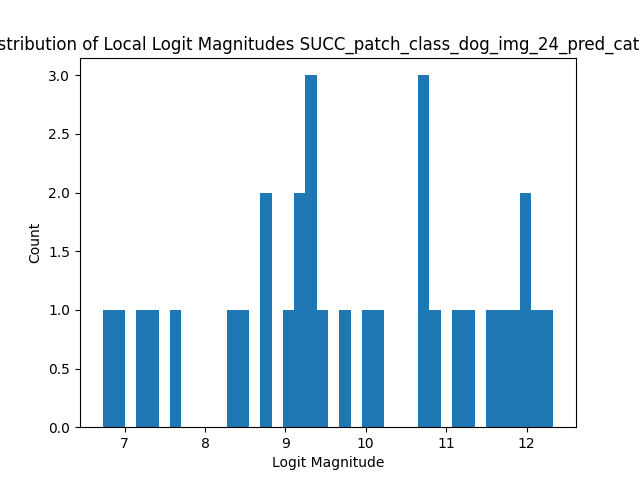 stribution of Local Logit Magnitudes SUCC_patch_class_dog_img_24_pred_cat
3.0
2.5
2.0
1.5
1.0
0.5
0.0
Count
7 8 9 10 11 12
Logit Magnitude